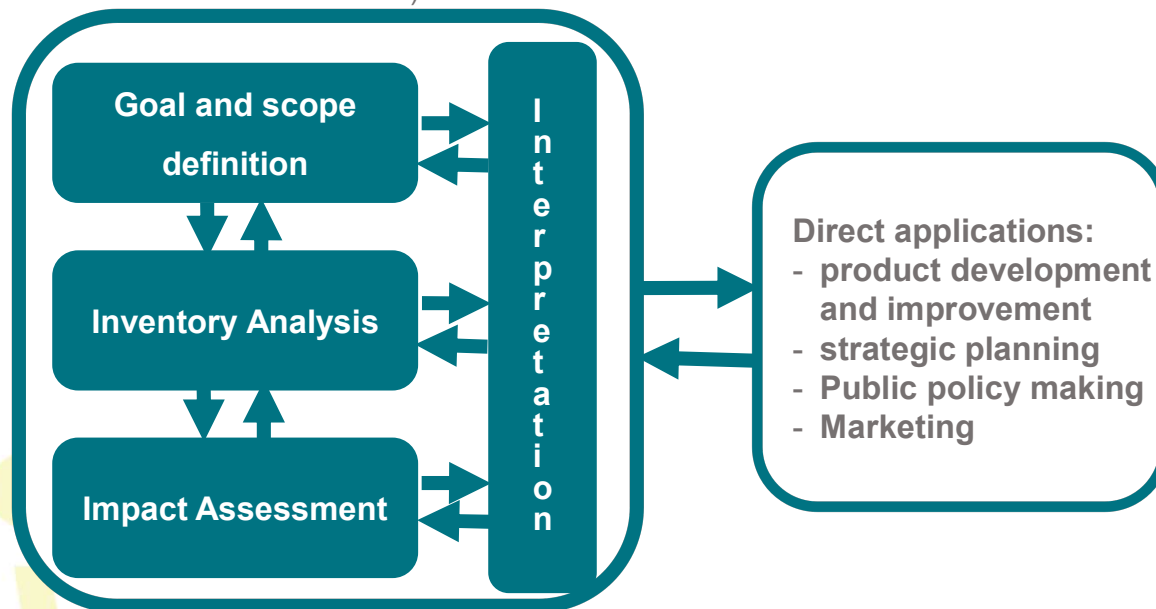 Goal and scope
definition
Inventory Analysis
Impact Assessment
Interpretation
Direct applications:
- product development
and improvement
- strategic planning
- Public policy making
- Marketing